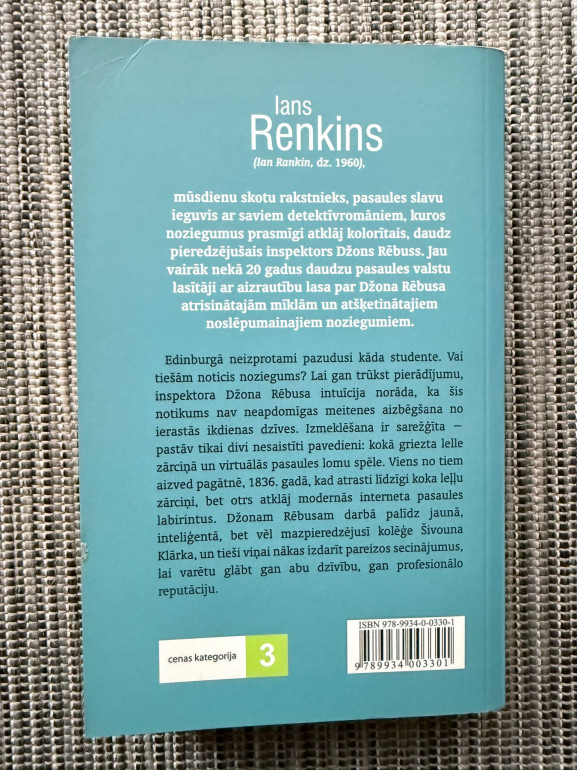 Ians
Renkins
(Ian Rankin, dz. 1960),
mūsdienu skotu rakstnieks, pasaules slavu
ieguvis ar saviem detektīvromāniem, kuros
noziegumus prasmīgi atklāj kolorītais, daudz
pieredzējušais inspektors Džons Rēbuss. Jau
vairāk nekā 20 gadus daudzu pasaules valstu
lasītāji ar aizrautību lasa par Džona Rēbusa
atrisinātajām mīklām un atšķetinātajiem
noslēpumainajiem noziegumiem.
Edinburgā neizprotami pazudusi kāda studente. Vai
tiešām noticis noziegums? Lai gan trūkst pierādījumu,
inspektora Džona Rēbusa intuīcija norāda, ka šis
notikums nav neapdomīgas meitenes aizbēgšana no
ierastās ikdienas dzīves. Izmeklēšana ir sarežģīta –
pastāv tikai divi nesaistīti pavedieni: kokā griezta lelle
zārciņā un virtuālās pasaules lomu spēle. Viens no tiem
aizved pagātnē, 1836. gadā, kad atrasti līdzīgi koka leļļu
zārciņi, bet otrs atklāj modernās interneta pasaules
labirintus. Džonam Rēbusam darbā palīdz jaunā,
inteliģentā, bet vēl mazpieredzējusī kolēģe Šivouna
Klārka, un tieši viņai nākas izdarīt pareizos secinājumus,
lai varētu glābt gan abu dzīvību, gan profesionālo
reputāciju.
cenas kategorija 3
ISBN 978-9934-0-0330-1
9 789934 003301